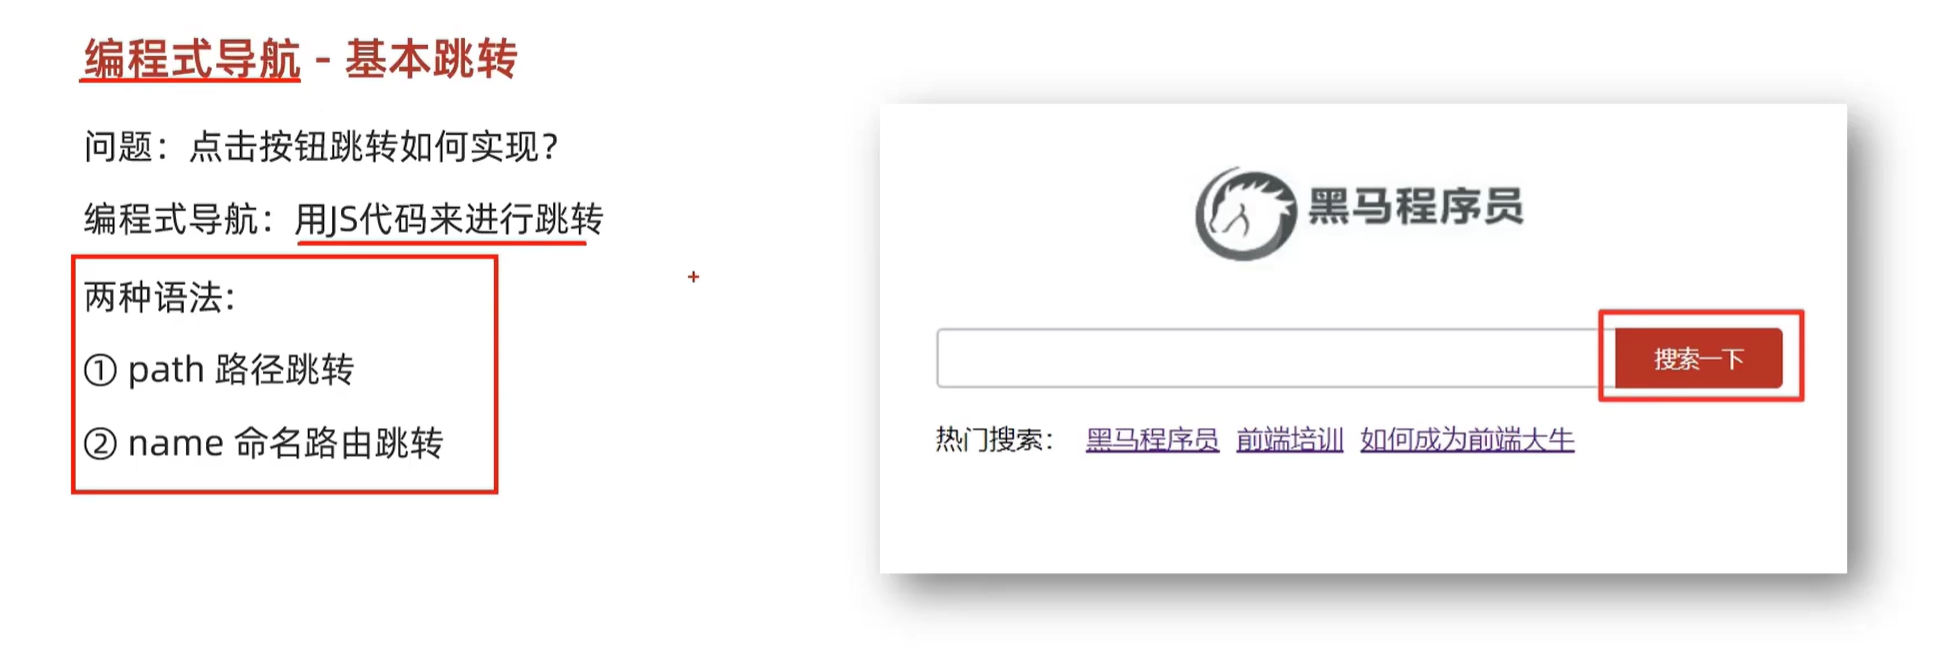 编程式导航 - 基本跳转
问题：点击按钮跳转如何实现？
编程式导航：用JS代码来进行跳转
两种语法：
① path 路径跳转
② name 命名路由跳转
黑马程序员
搜索一下
热门搜索： 黑马程序员 前端培训 如何成为前端大牛